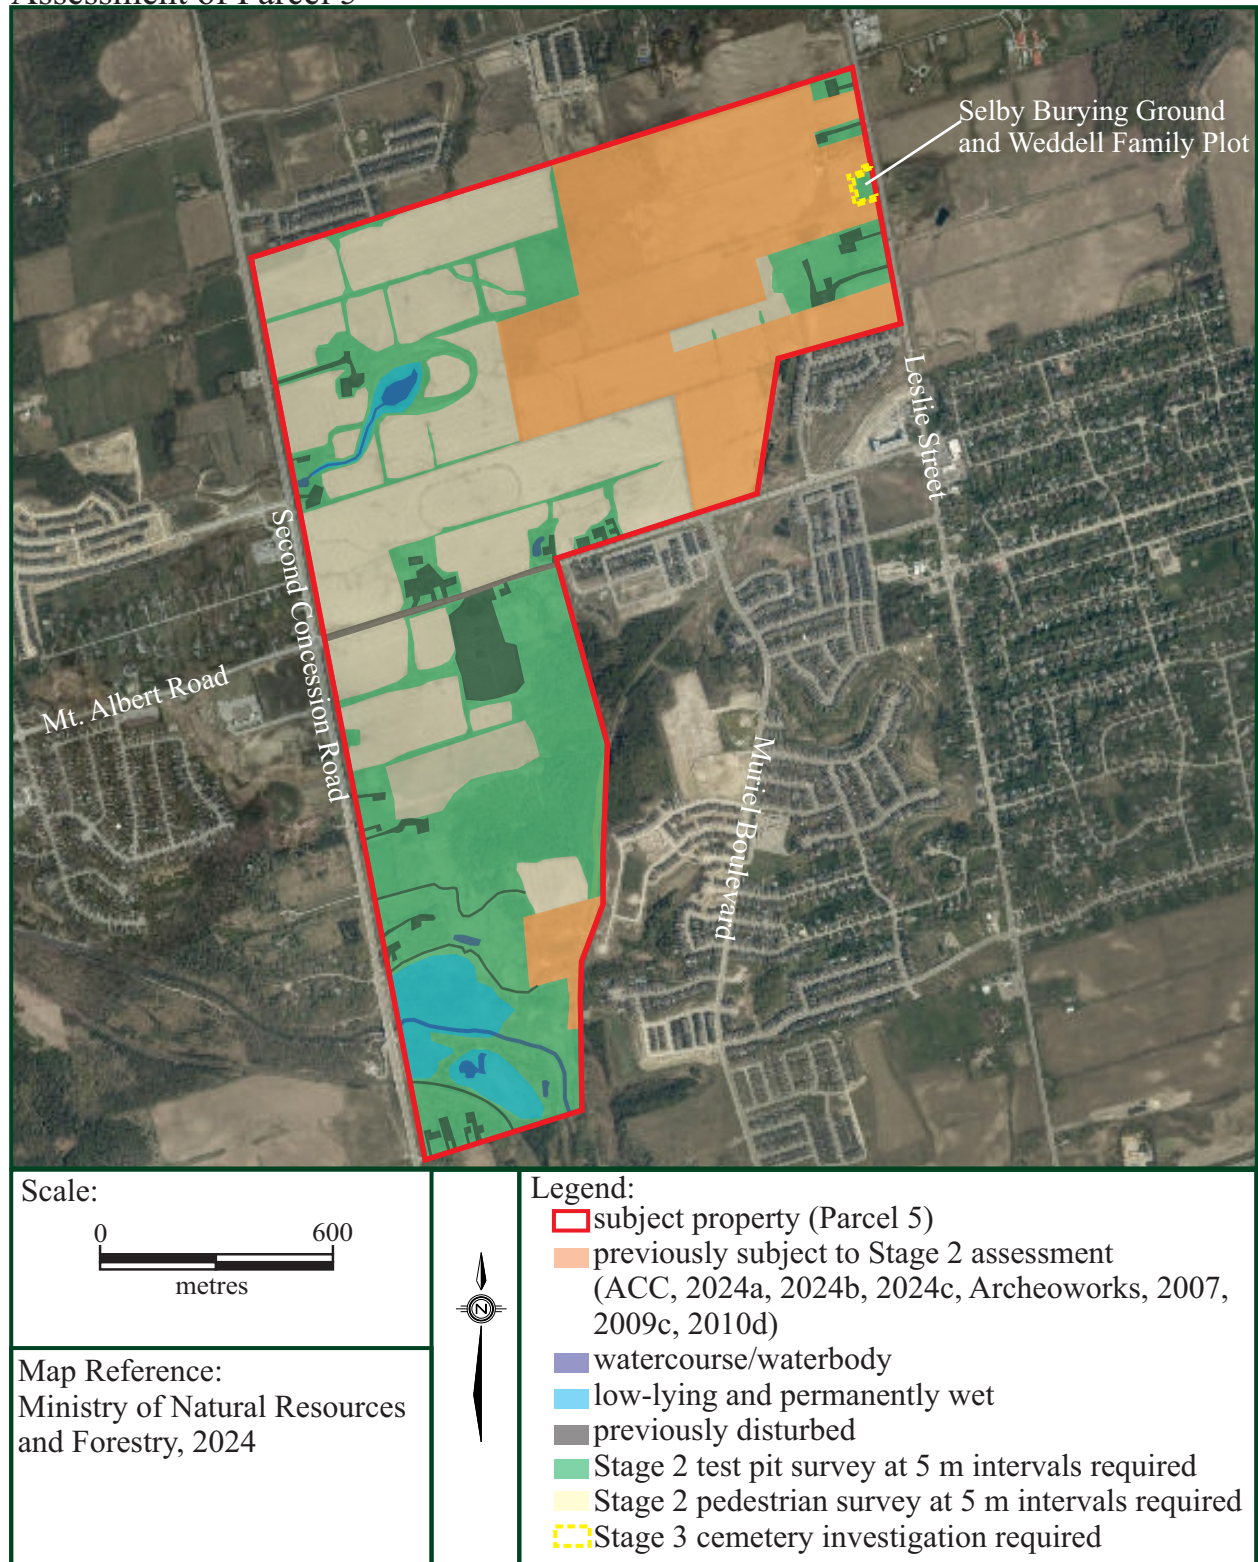 Assessment of Parcel 5
Selby Burying Ground
and Weddell Family Plot
Leslie Street
Second Concession Road
Mt. Albert Road
Muriel Boulevard
Scale:
0 600
metres
N
Map Reference:
Ministry of Natural Resources
and Forestry, 2024
Legend:
subject property (Parcel 5)
previously subject to Stage 2 assessment
(ACC, 2024a, 2024b, 2024c, Archeoworks, 2007,
2009c, 2010d)
watercourse/waterbody
low-lying and permanently wet
previously disturbed
Stage 2 test pit survey at 5 m intervals required
Stage 2 pedestrian survey at 5 m intervals required
Stage 3 cemetery investigation required